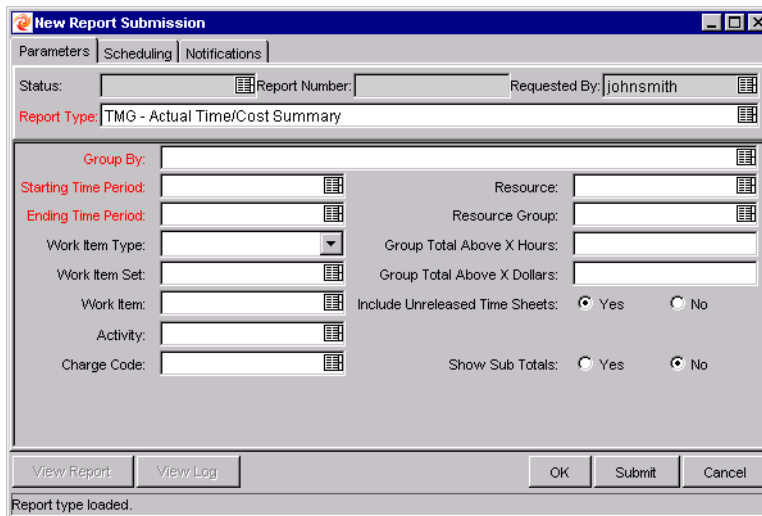 New Report Submission
Parameters Scheduling Notifications
Status: Report Number: Requested By: johnsmith
Report Type: TMG - Actual Time/Cost Summary
Group By:
Starting Time Period: Resource:
Ending Time Period: Resource Group:
Work Item Type: Group Total Above X Hours:
Work Item Set: Group Total Above X Dollars:
Work Item: Include Unreleased Time Sheets: Yes No
Activity:
Charge Code: Show Sub Totals: Yes No
View Report View Log OK Submit Cancel
Report type loaded.